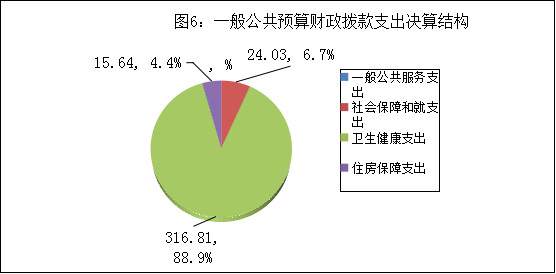 图6：一般公共预算财政拨款支出决算结构
15.64, 4.4%
, %
24.03, 6.7%
316.81,
88.9%
一般公共服务支
出
社会保障和就支
出
卫生健康支出
住房保障支出